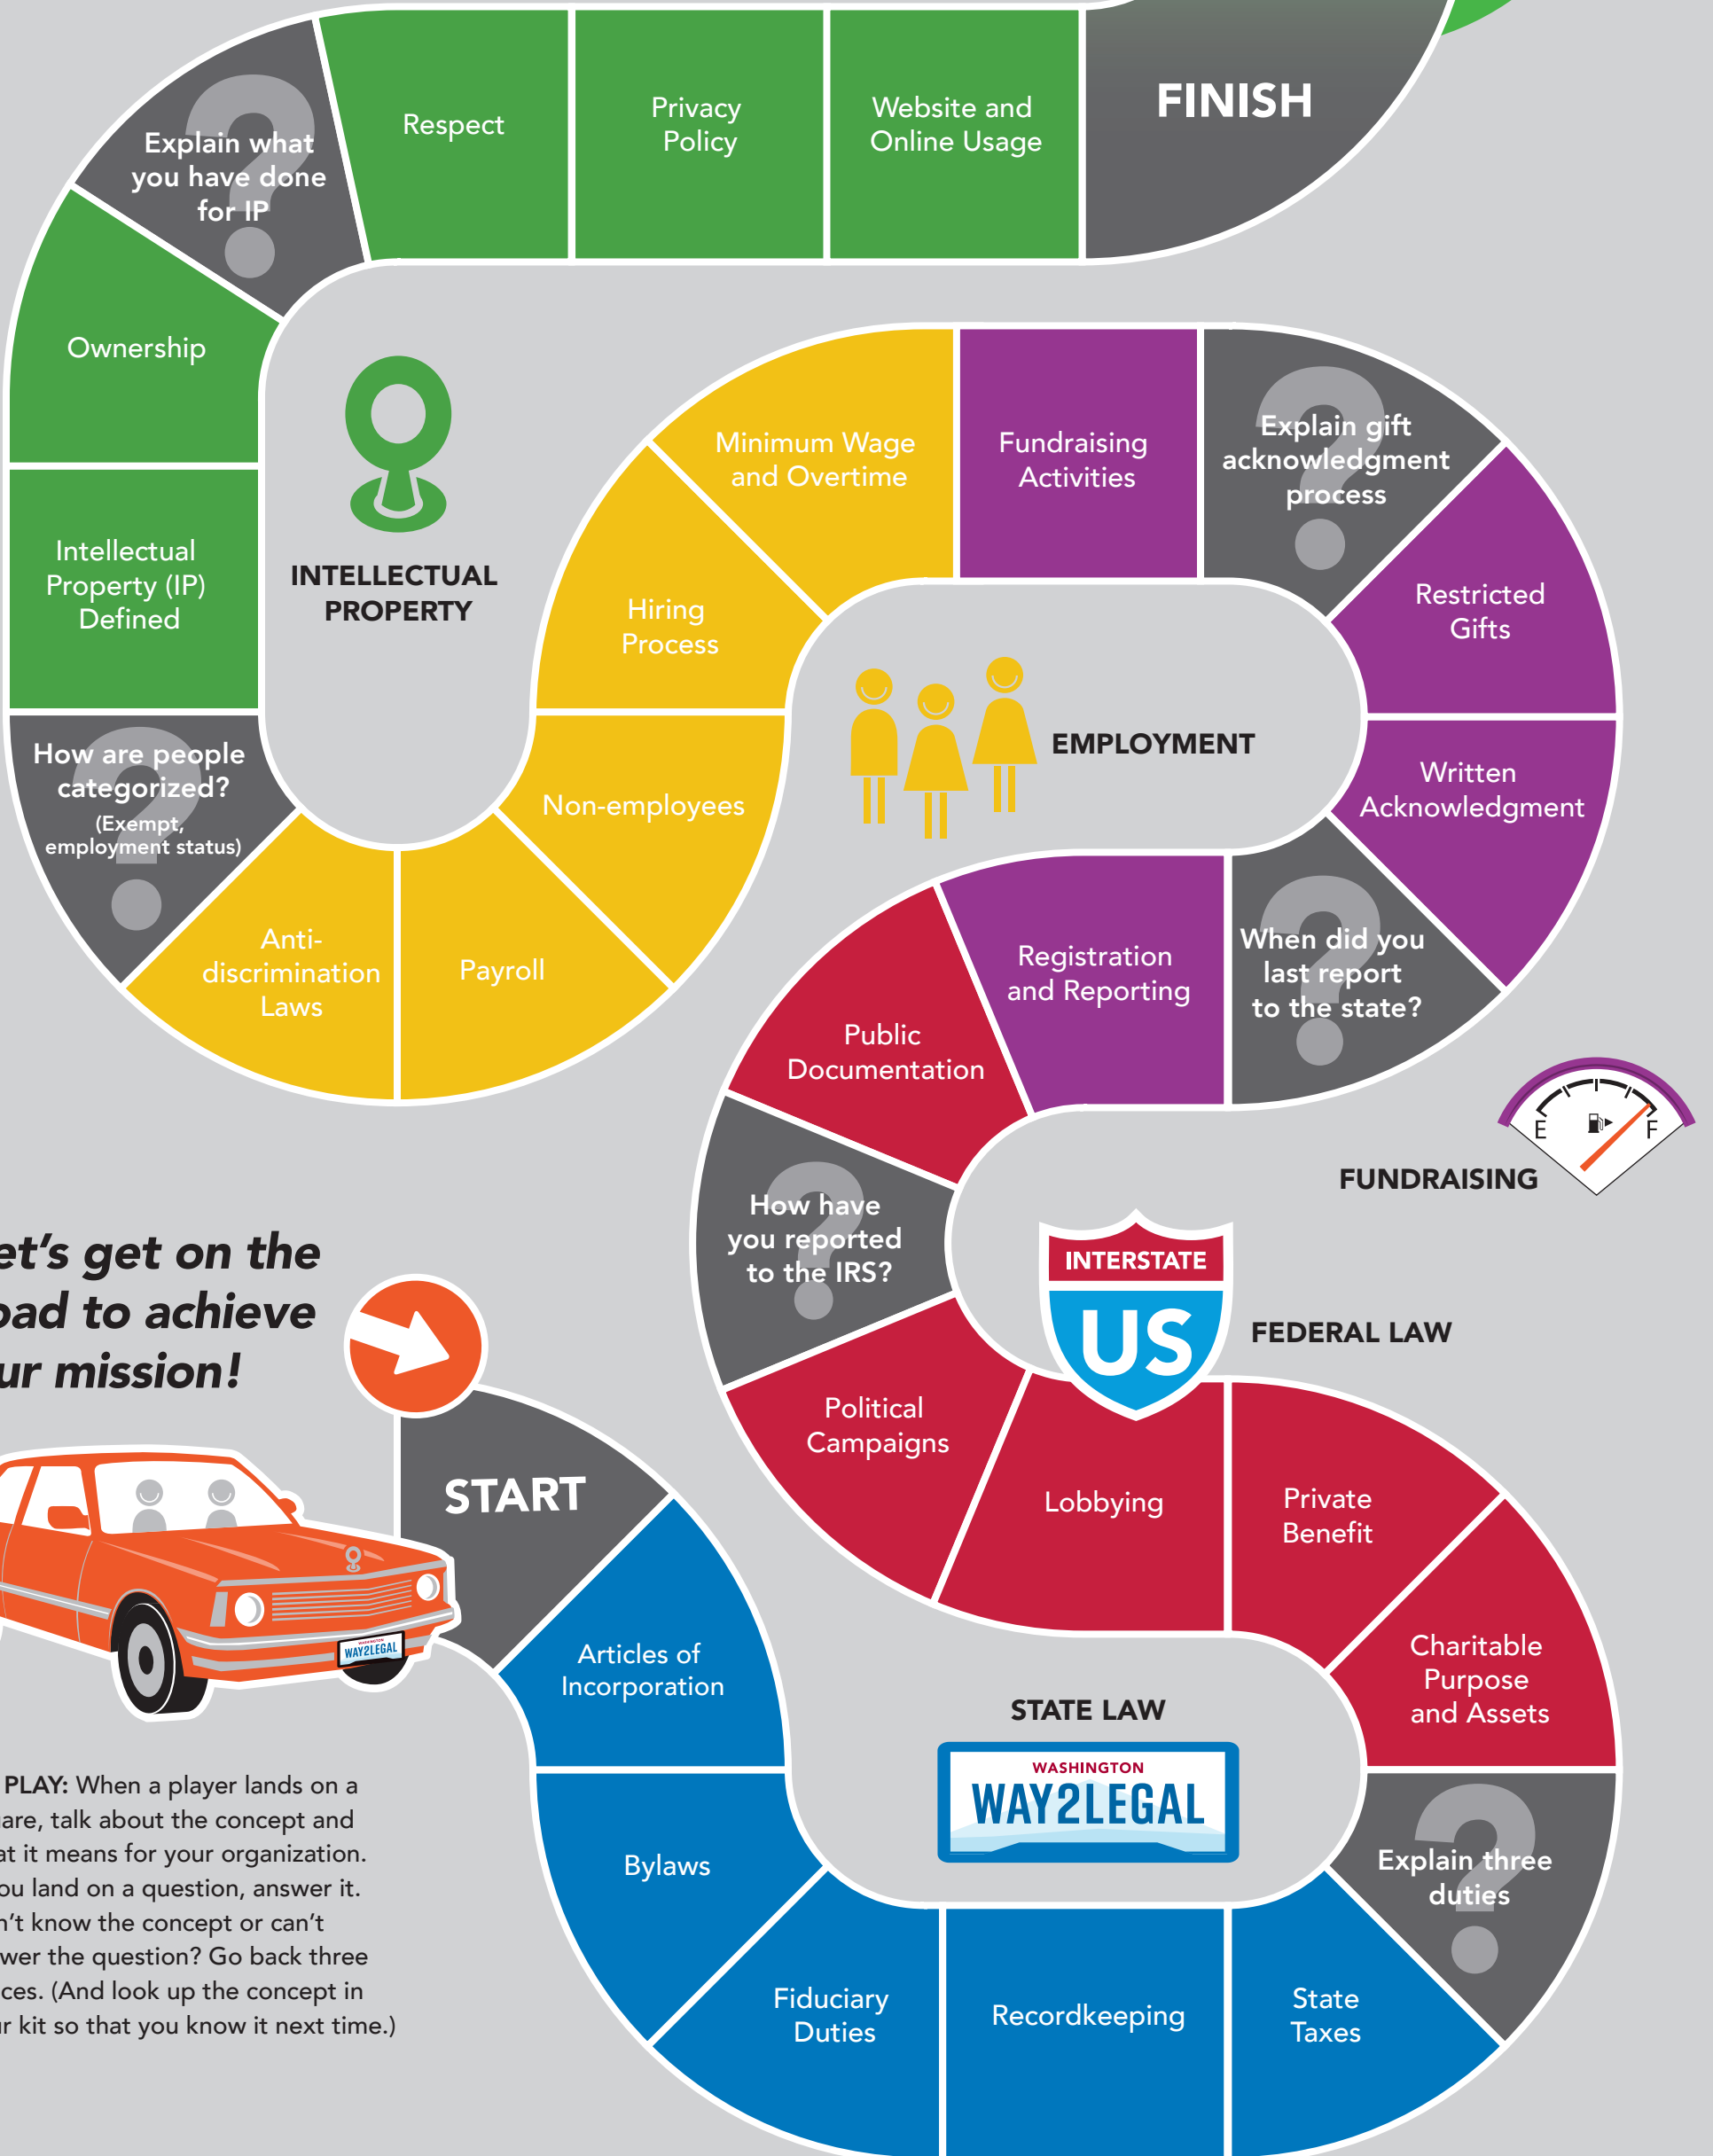 Explain what
you have done
for IP
Respect
Privacy
Policy
Website and
Online Usage
FINISH
Ownership
Intellectual
Property (IP)
Defined
INTELLECTUAL
PROPERTY
How are people
categorized?
(Exempt,
employment status)
Anti-
discrimination
Laws
Payroll
Non-employees
Hiring
Process
Minimum Wage
and Overtime
EMPLOYMENT
Fundraising
Activities
Explain gift
acknowledgment
process
Restricted
Gifts
Written
Acknowledgment
When did you
last report
to the state?
Registration
and Reporting
E
F
FUNDRAISING
Public
Documentation
How have
you reported
to the IRS?
INTERSTATE
US
FEDERAL LAW
Political
Campaigns
Lobbying
Private
Benefit
Charitable
Purpose
and Assets
Explain three
duties
et's get on the
oad to achieve
ur mission!
START
WASHINGTON
WAY2LEGAL
Articles of
Incorporation
Bylaws
Fiduciary
Duties
Recordkeeping
State
Taxes
STATE LAW
WASHINGTON
WAY2LEGAL
PLAY: When a player lands on a
are, talk about the concept and
at it means for your organization.
ou land on a question, answer it.
n't know the concept or can't
wer the question? Go back three
ces. (And look up the concept in
r kit so that you know it next time.)